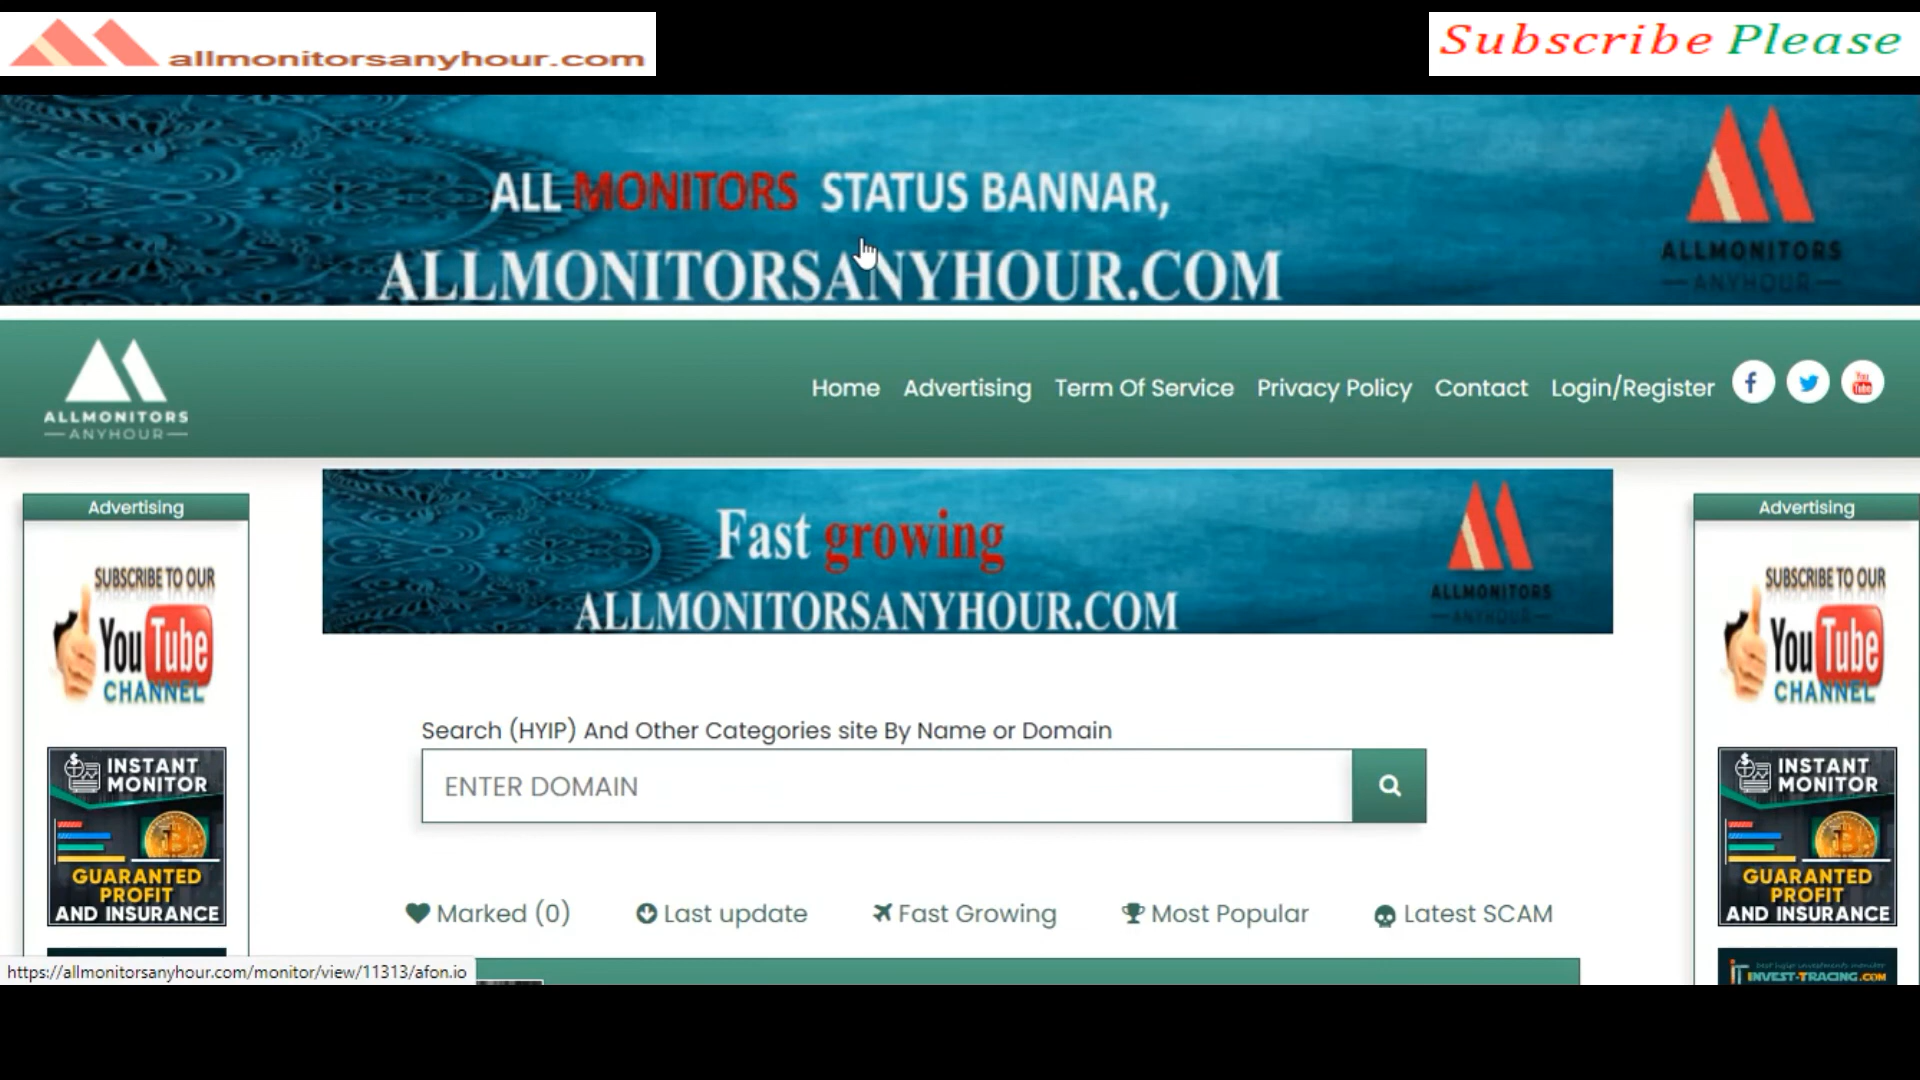 allmonitorsanyhour.com
Subscribe Please
ALL MONITORS STATUS BANNAR,
ALLMONITORSANYHOUR.COM
ALLMONITORS
ANYHOUR
ALLMONITORS
ANYHOUR
Home Advertising Term Of Service Privacy Policy Contact Login/Register
You
Tube
Fast growing
ALLMONITORSANYHOUR.COM
ALLMONITORS
ANYHOUR
Advertising
SUBSCRIBE TO OUR
YouTube
CHANNEL
INSTANT
MONITOR
GUARANTED
PROFIT
AND INSURANCE
Search (HYIP) And Other Categories site By Name or Domain
ENTER DOMAIN
Marked (0) Last update Fast Growing Most Popular Latest SCAM
Advertising
SUBSCRIBE TO OUR
YouTube
CHANNEL
INSTANT
MONITOR
GUARANTED
PROFIT
AND INSURANCE
INVEST-TRACING.COM
https://allmonitorsanyhour.com/monitor/view/11313/afon.io